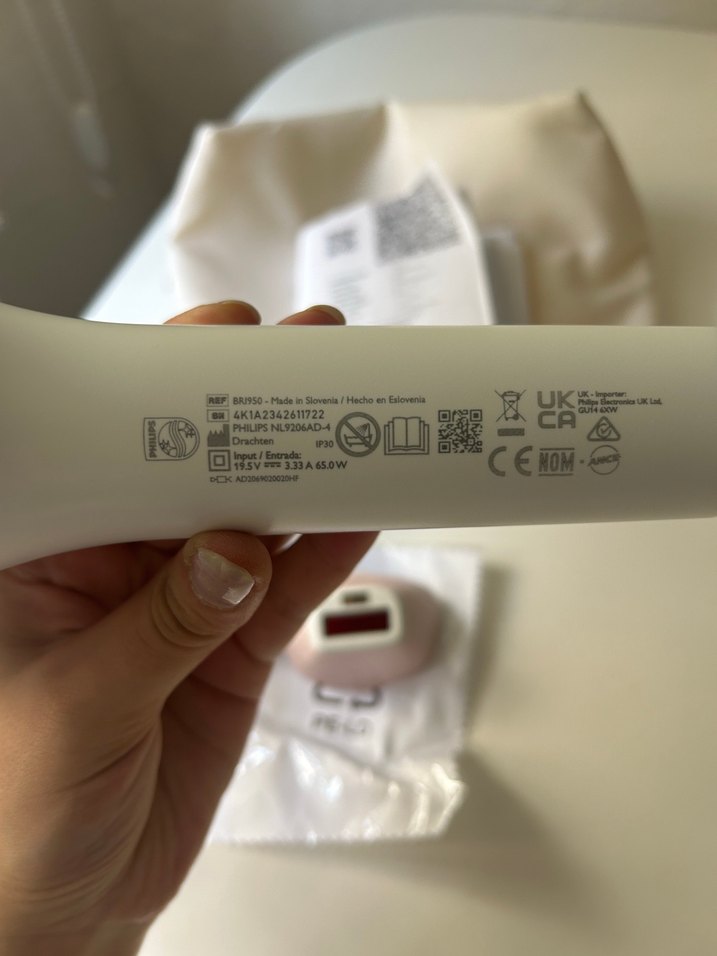 PHILIPS
REF BRI950 - Made in Slovenia / Hecho en Eslovenia
SN 4K1A2342611722
PHILIPS NL9206AD-4
Drachten
IP30
input / Entrada:
19.5V 3.33 A 65.0 W
AD2069020020HF
UK
CA
UK - Importer:
Philips Electronics UK Ltd,
GU14 6XW
CE NOM - ANCE